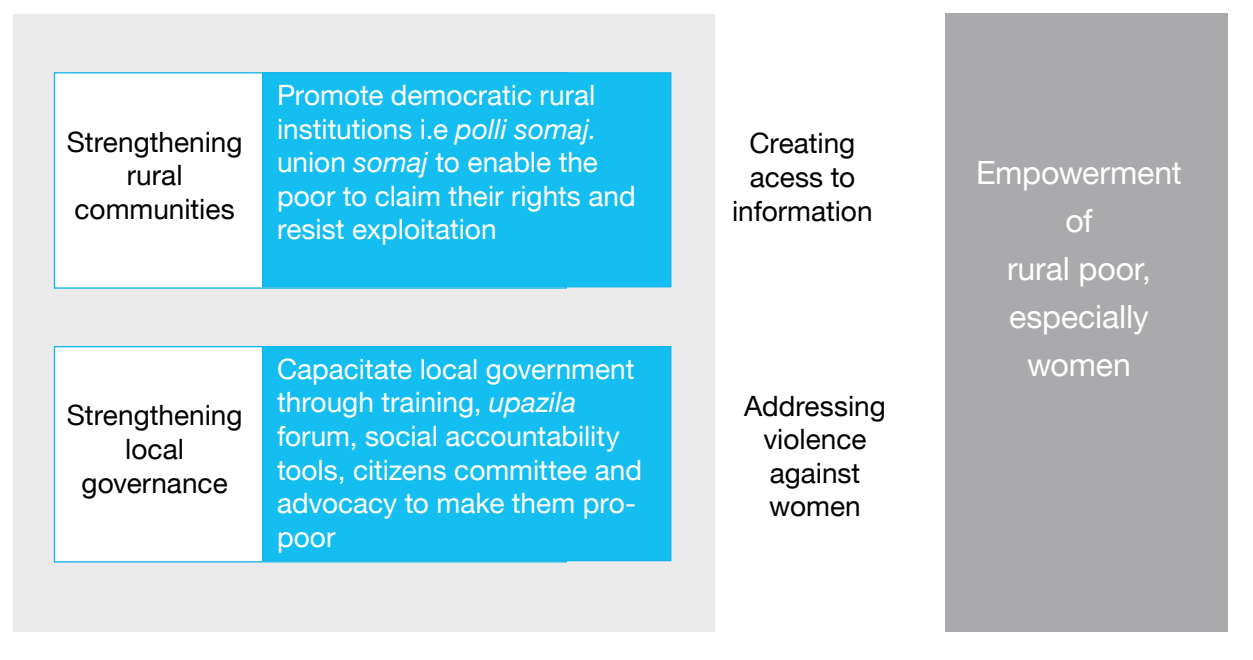 Strengthening
rural
communities
Promote democratic rural
institutions i.e polli somaj.
union somaj to enable the
poor to claim their rights and
resist exploitation
Creating
acess to
information
Strengthening
local
governance
Capacitate local government
through training, upazila
forum, social accountability
tools, citizens committee and
advocacy to make them pro-
poor
Addressing
violence
against
women
Empowerment
of
rural poor,
especially
women